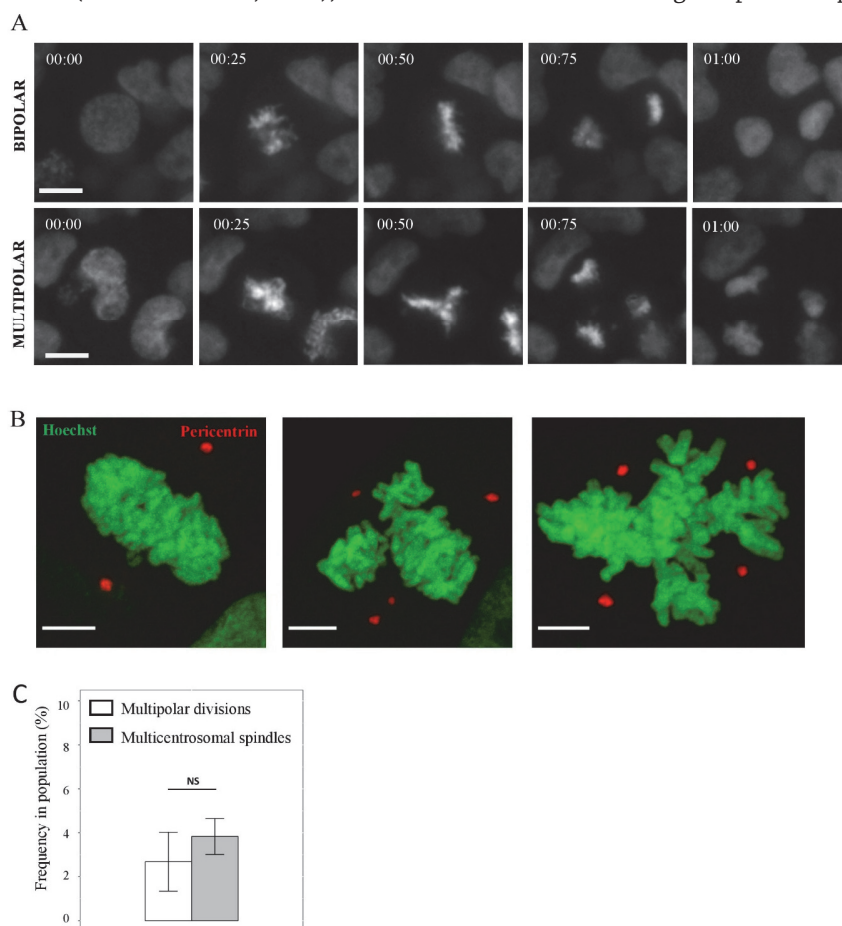 A
BIPOLAR
00:00
00:25
00:50
00:75
01:00
MULTIPOLAR
00:00
00:25
00:50
00:75
01:00
B
Hoechst
Pericentrin
C
Frequency in population (%)
10
8
6
4
2
0
Multipolar divisions
Multicentrosomal spindles
NS